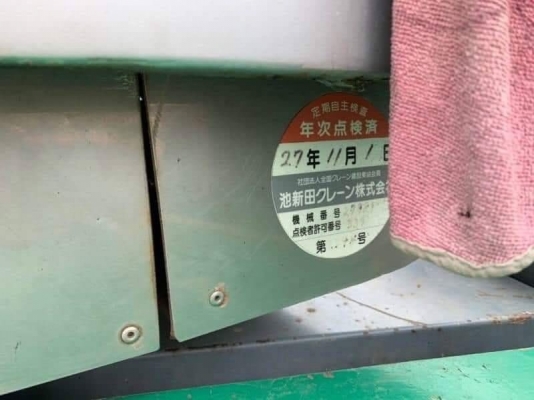 定期自主検査
年次点検済
27年11月1日
社団法人全国クレーン建設業協会
池新田クレーン株式会
機械番号
点検者許可番号
第 号